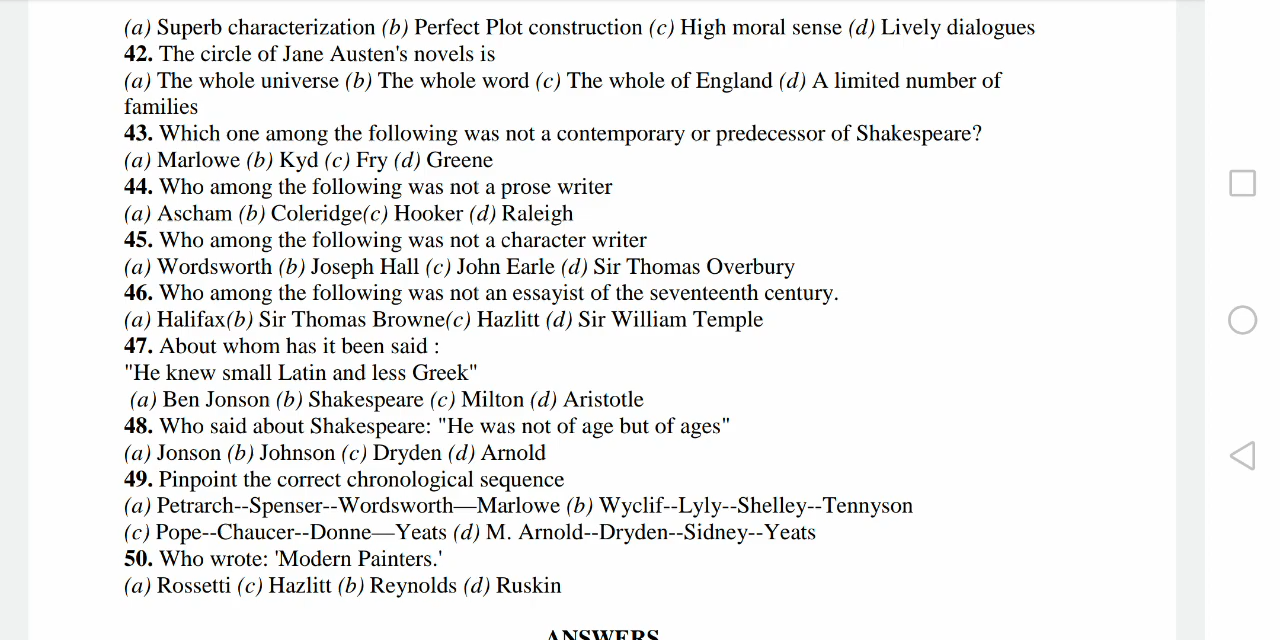 (a) Superb characterization (b) Perfect Plot construction (c) High moral sense (d) Lively dialogues
42. The circle of Jane Austen's novels is
(a) The whole universe (b) The whole word (c) The whole of England (d) A limited number of
families
43. Which one among the following was not a contemporary or predecessor of Shakespeare?
(a) Marlowe (b) Kyd (c) Fry (d) Greene
44. Who among the following was not a prose writer
(a) Ascham (b) Coleridge(c) Hooker (d) Raleigh
45. Who among the following was not a character writer
(a) Wordsworth (b) Joseph Hall (c) John Earle (d) Sir Thomas Overbury
46. Who among the following was not an essayist of the seventeenth century.
(a) Halifax(b) Sir Thomas Browne(c) Hazlitt (d) Sir William Temple
47. About whom has it been said :
"He knew small Latin and less Greek"
(a) Ben Jonson (b) Shakespeare (c) Milton (d) Aristotle
48. Who said about Shakespeare: "He was not of age but of ages"
(a) Jonson (b) Johnson (c) Dryden (d) Arnold
49. Pinpoint the correct chronological sequence
(a) Petrarch--Spenser--Wordsworth—Marlowe (b) Wyclif--Lyly--Shelley--Tennyson
(c) Pope--Chaucer--Donne—Yeats (d) M. Arnold--Dryden--Sidney--Yeats
50. Who wrote: 'Modern Painters.'
(a) Rossetti (c) Hazlitt (b) Reynolds (d) Ruskin
ANSWERS